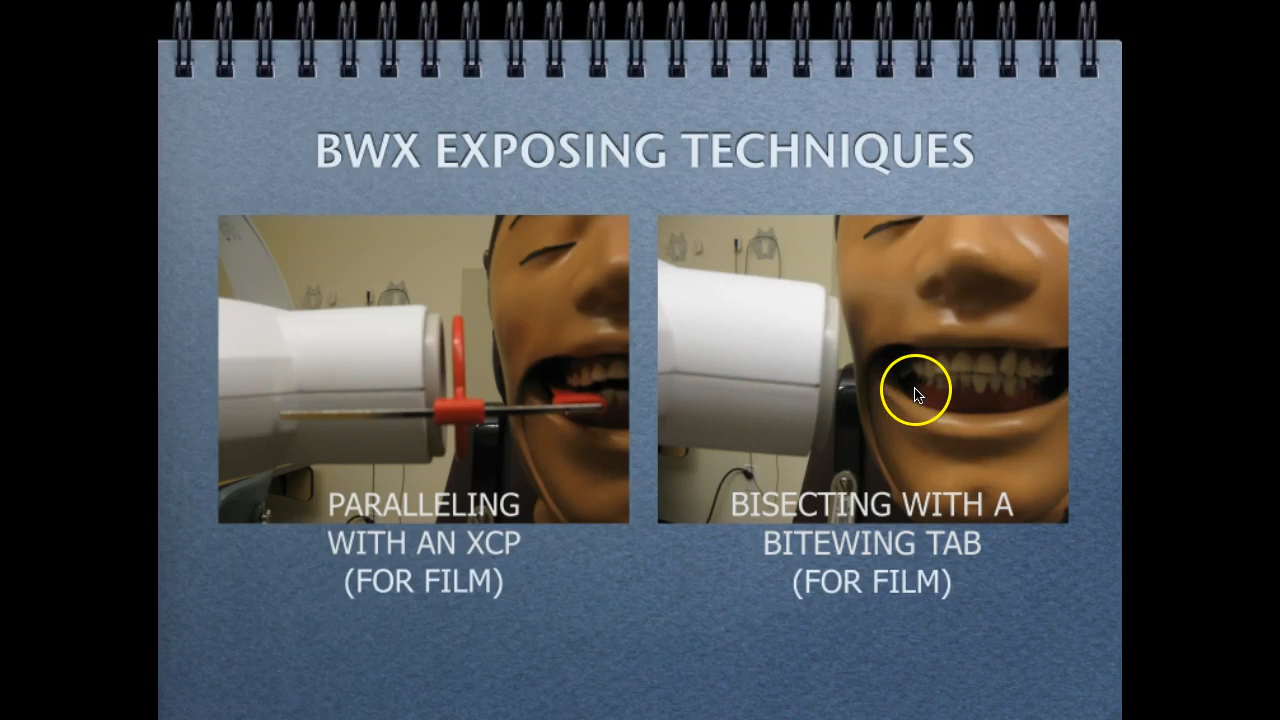 BWX EXPOSING TECHNIQUES
PARALLELING
WITH AN XCP
(FOR FILM)
BISECTING WITH A
BITEWING TAB
(FOR FILM)